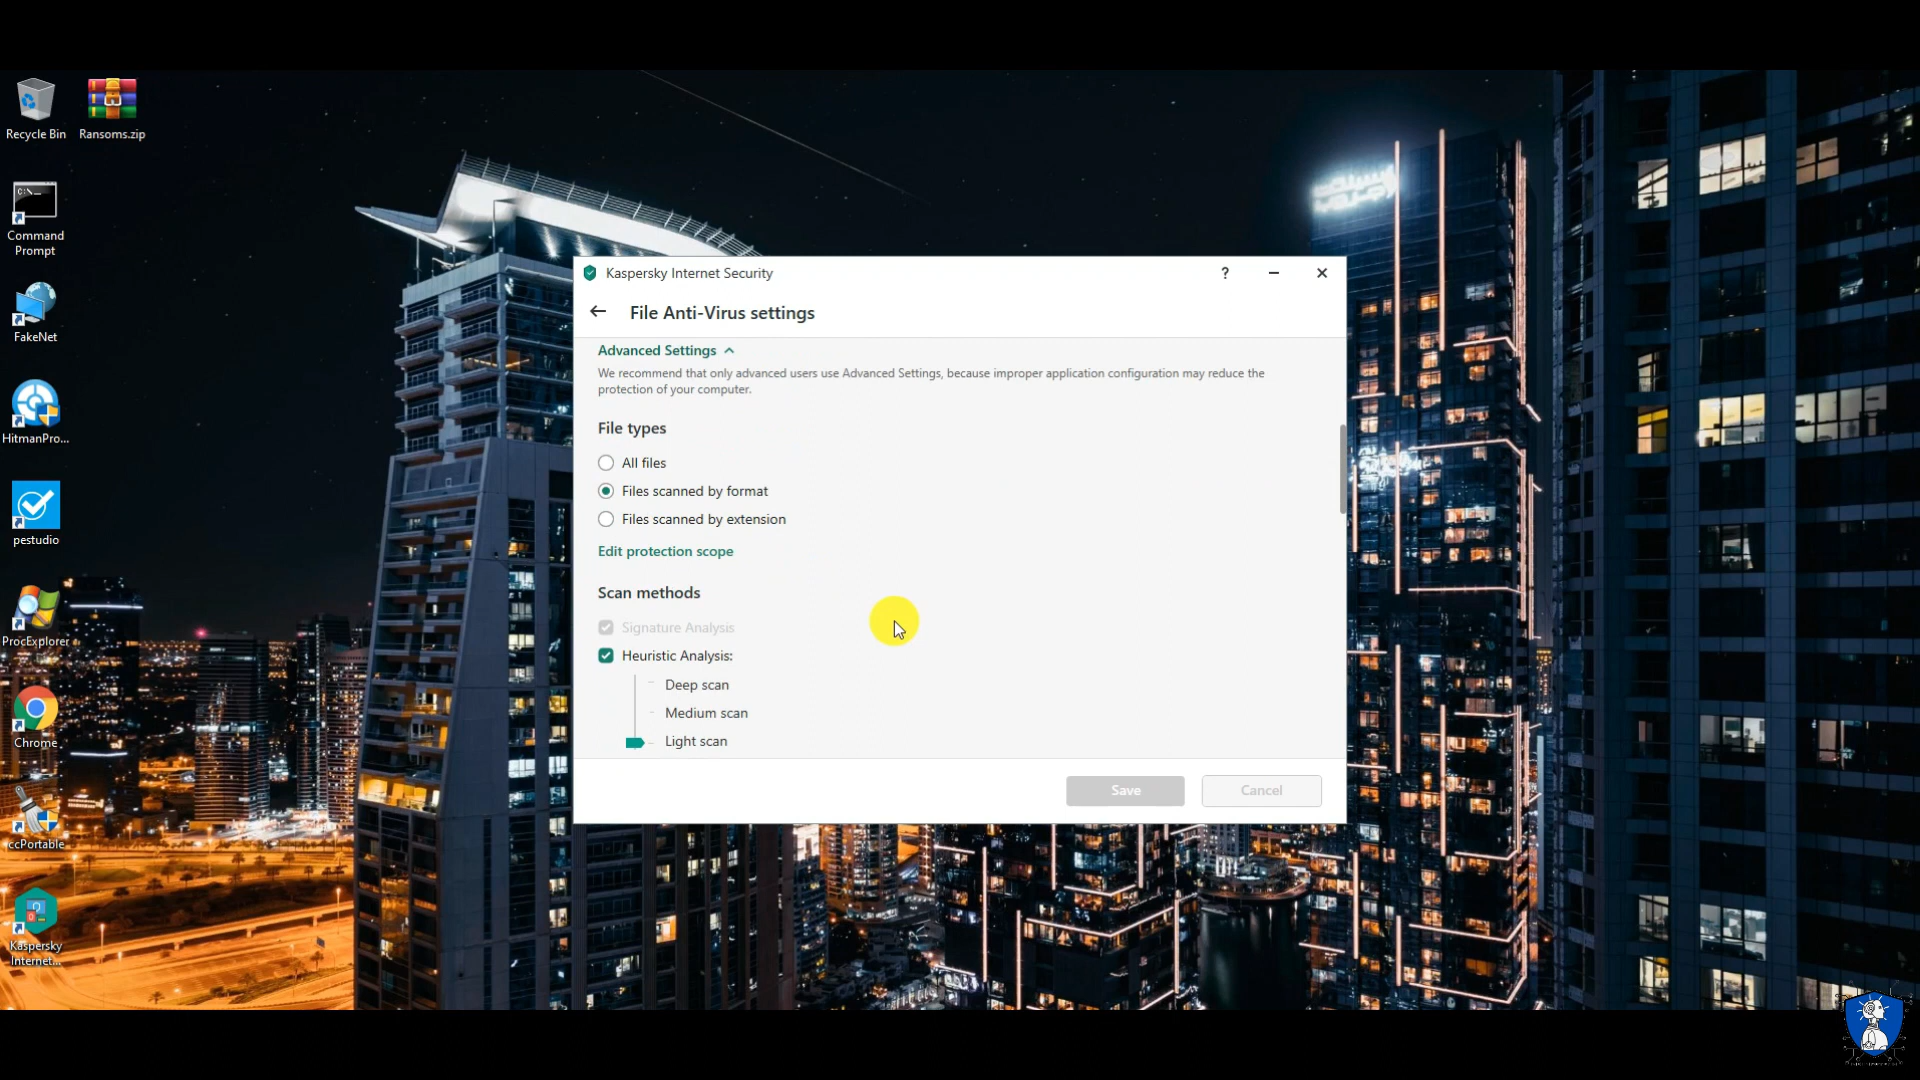 Recycle Bin
Ransoms.zip
Command
Prompt
FakeNet
HitmanPro...
pestudio
ProcExplorer
Chrome
ccPortable
Kaspersky
Internet...
Kaspersky Internet Security
File Anti-Virus settings
Advanced Settings
We recommend that only advanced users use Advanced Settings, because improper application configuration may reduce the
protection of your computer.
File types
All files
Files scanned by format
Files scanned by extension
Edit protection scope
Scan methods
Signature Analysis
Heuristic Analysis:
Deep scan
Medium scan
Light scan
Save
Cancel